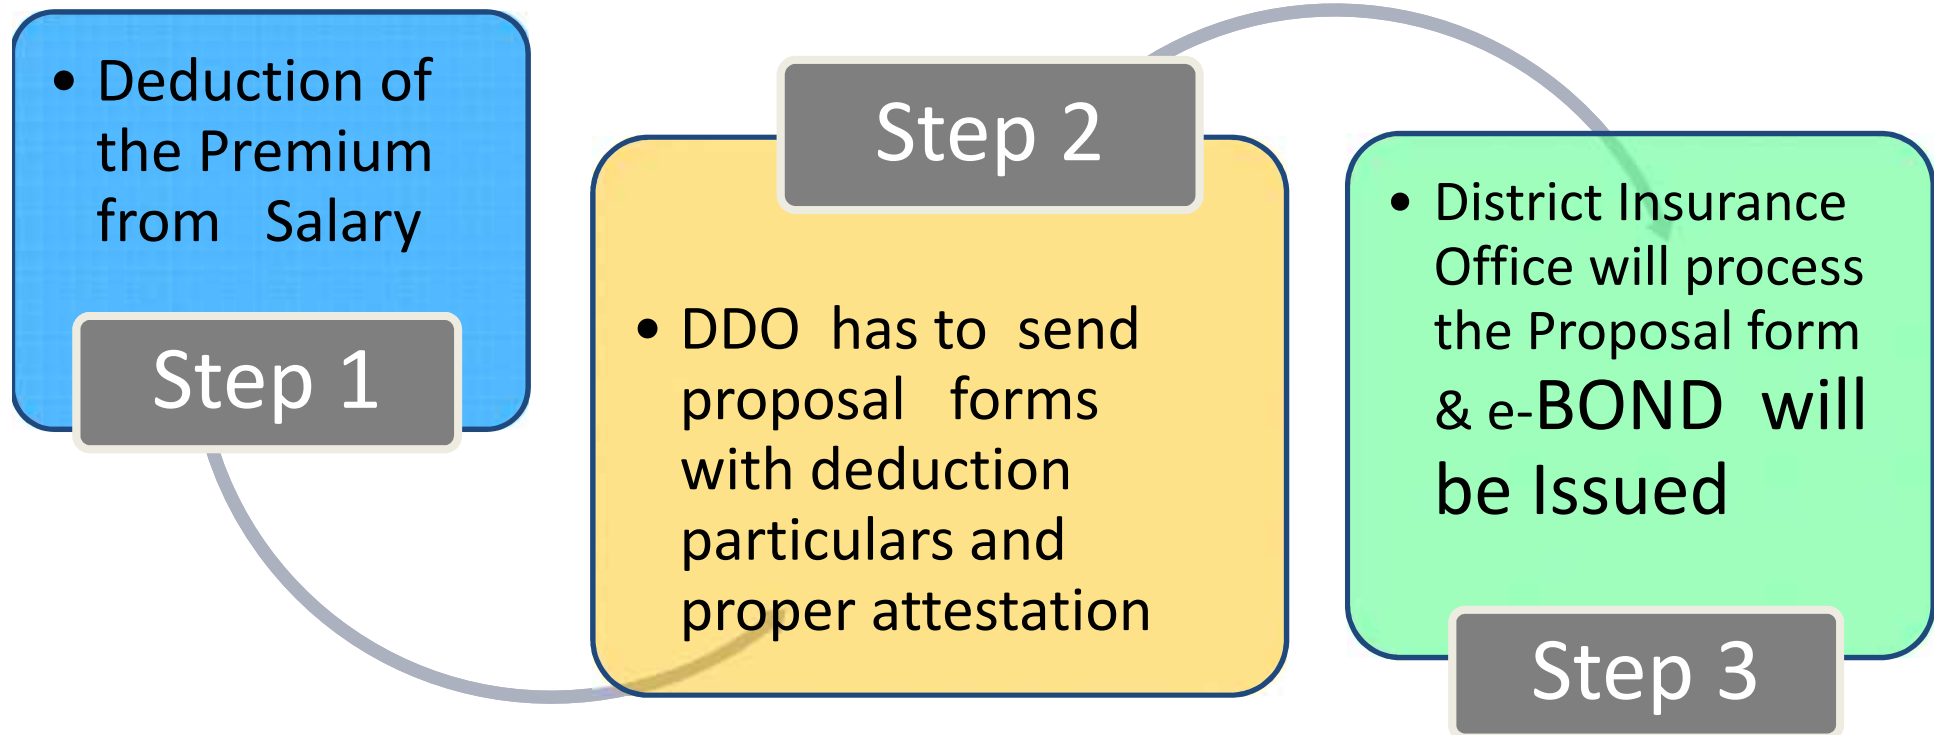 • Deduction of
the Premium
from Salary
Step 1
Step 2
• DDO has to send
proposal forms
with deduction
particulars and
proper attestation
• District Insurance
Office will process
the Proposal form
& e-BOND will
be Issued
Step 3